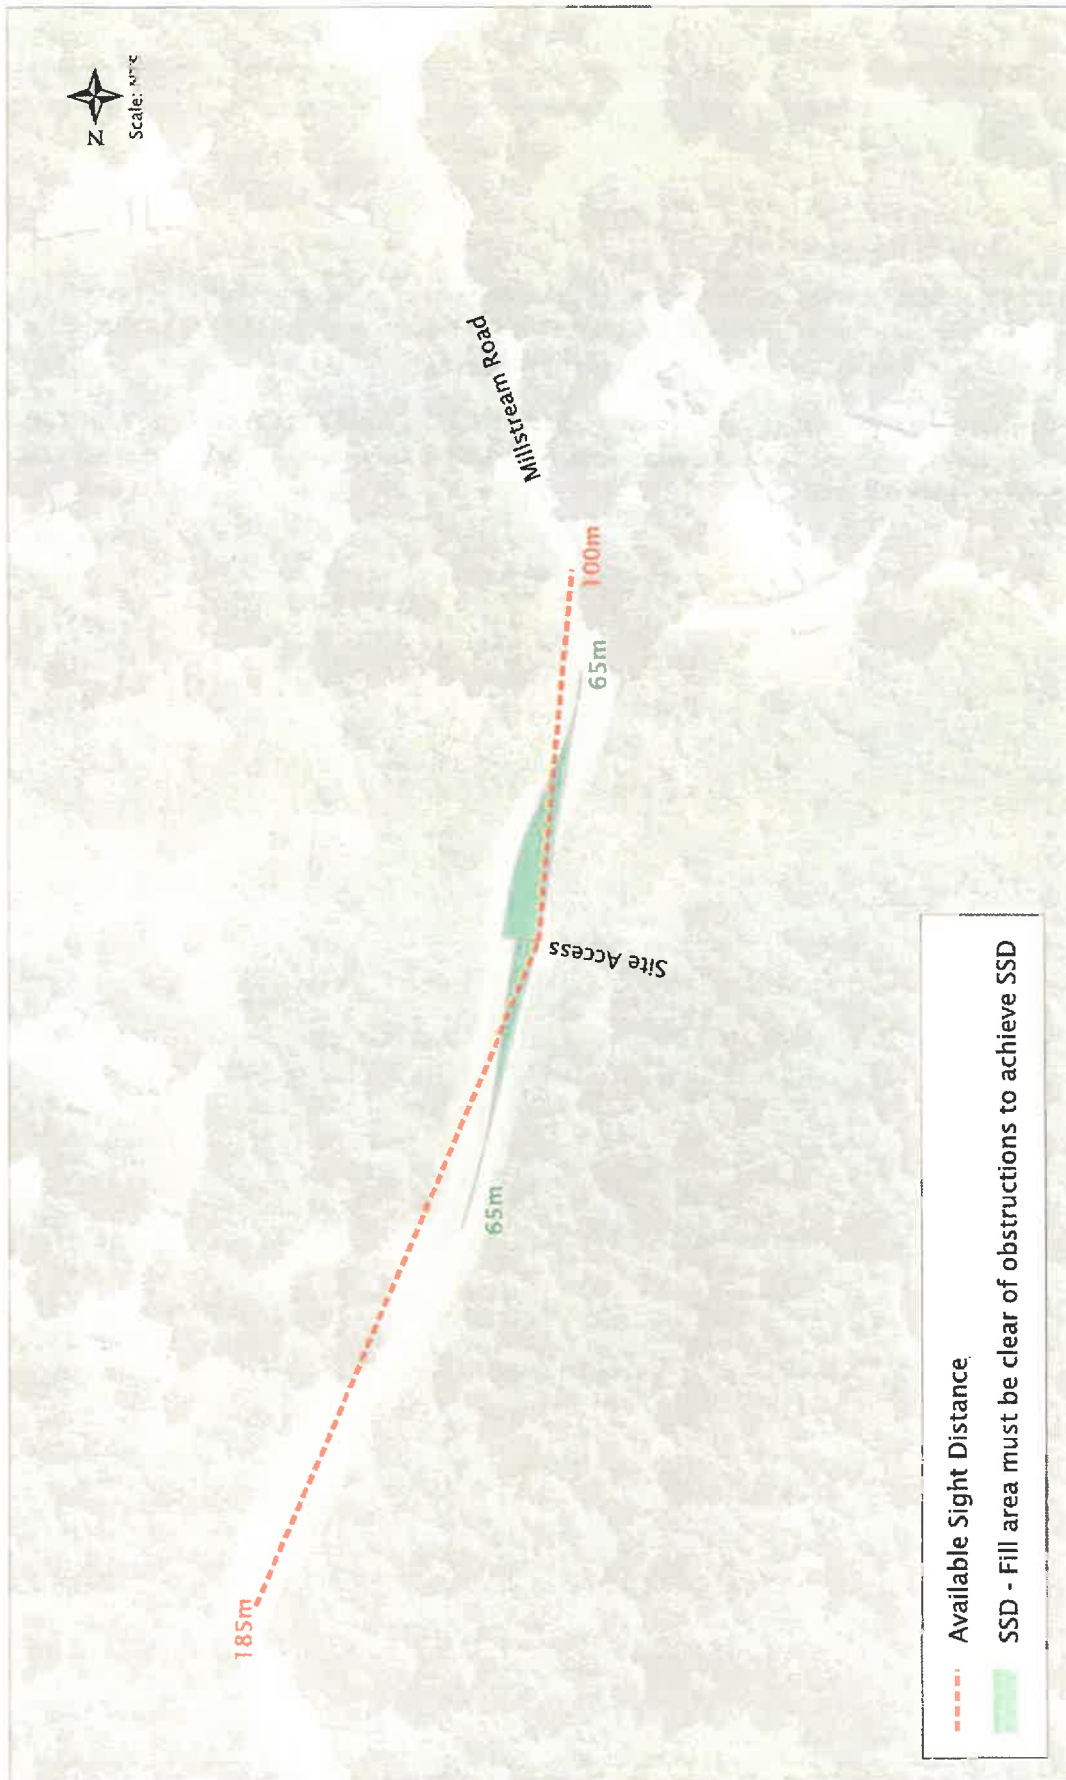 N
Scale:
Millstream Road
100m
65m
Site Access
65m
185m
Available Sight Distance
SSD - Fill area must be clear of obstructions to achieve SSD